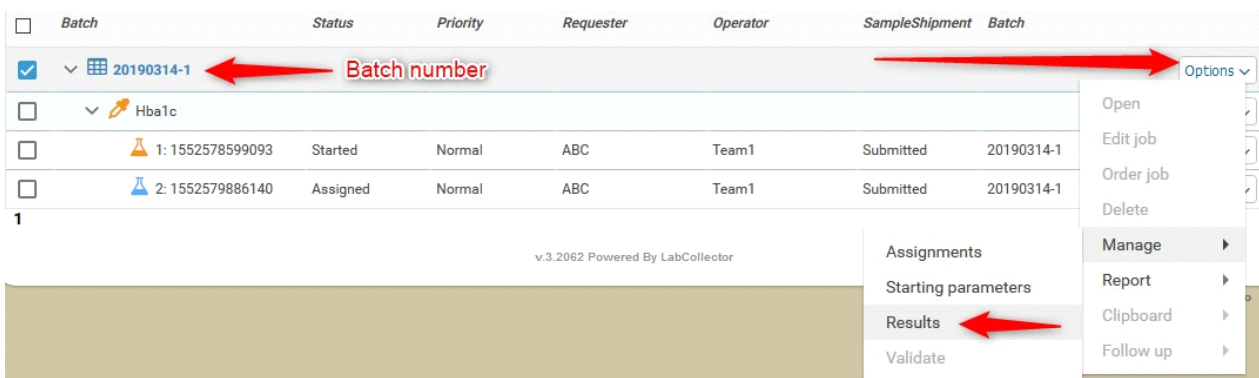 Batch Status Priority Requester Operator SampleShipment Batch
20190314-1 Batch number Options
Hba1c
1: 1552578599093 Started Normal ABC Team1 Submitted 20190314-1
2: 1552579886140 Assigned Normal ABC Team1 Submitted 20190314-1
1
v.3.2062 Powered By LabCollector
Open
Edit job
Order job
Delete
Manage
Report
Clipboard
Follow up
Assignments
Starting parameters
Results
Validate